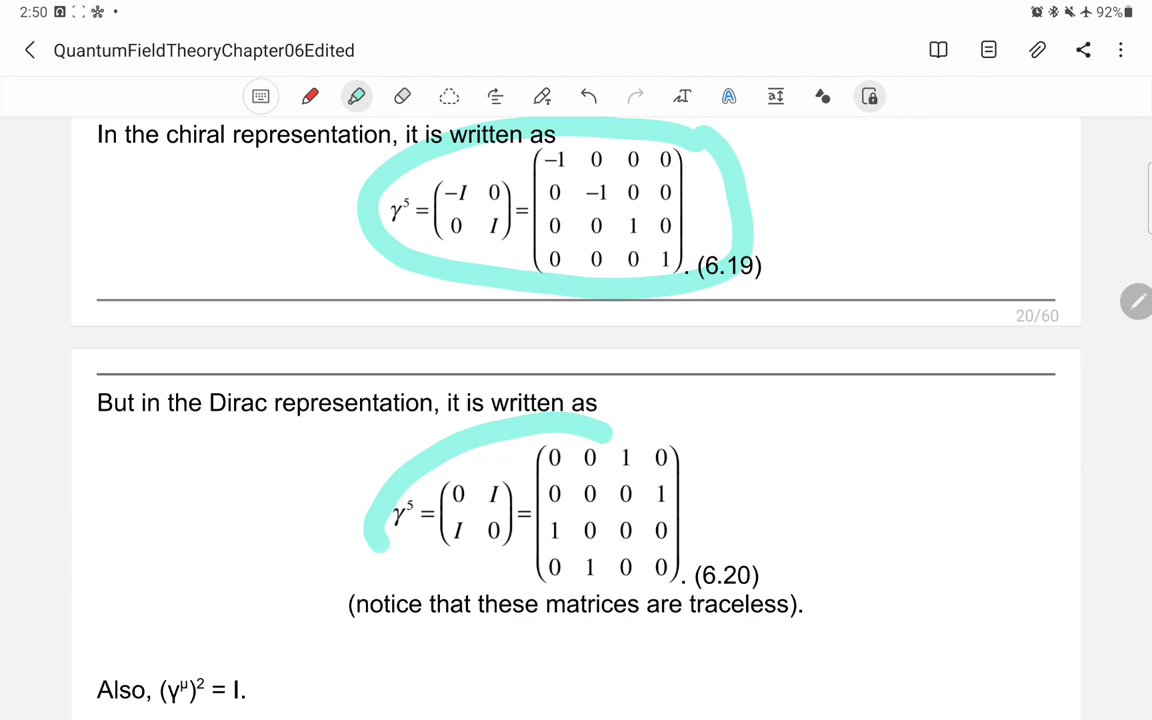 2:50 92%
QuantumFieldTheoryChapter06Edited
In the chiral representation, it is written as
γ⁵ = (−I 0; 0 I) = (−1 0 0 0; 0 −1 0 0; 0 0 1 0; 0 0 0 1). (6.19)
20/60
But in the Dirac representation, it is written as
γ⁵ = (0 I; I 0) = (0 0 1 0; 0 0 0 1; 1 0 0 0; 0 1 0 0). (6.20)
(notice that these matrices are traceless).
Also, (γᵘ)² = I.